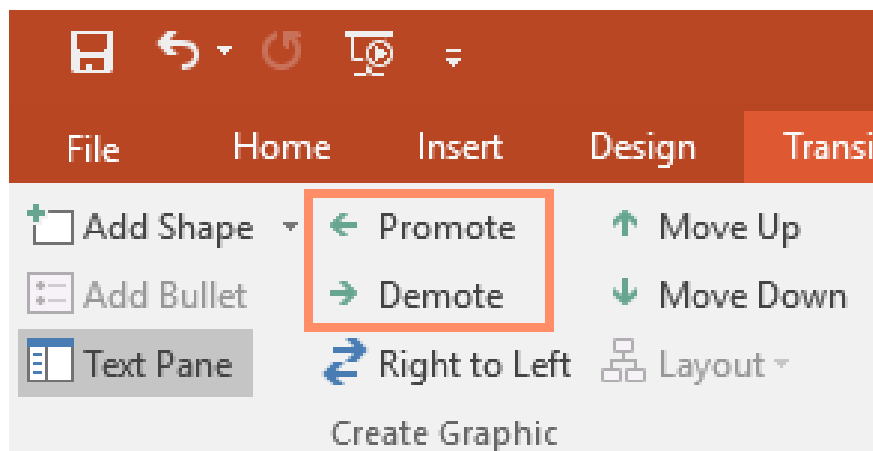 File Home Insert Design Transi
Add Shape Promote Move Up
Add Bullet Demote Move Down
Text Pane Right to Left Layout
Create Graphic